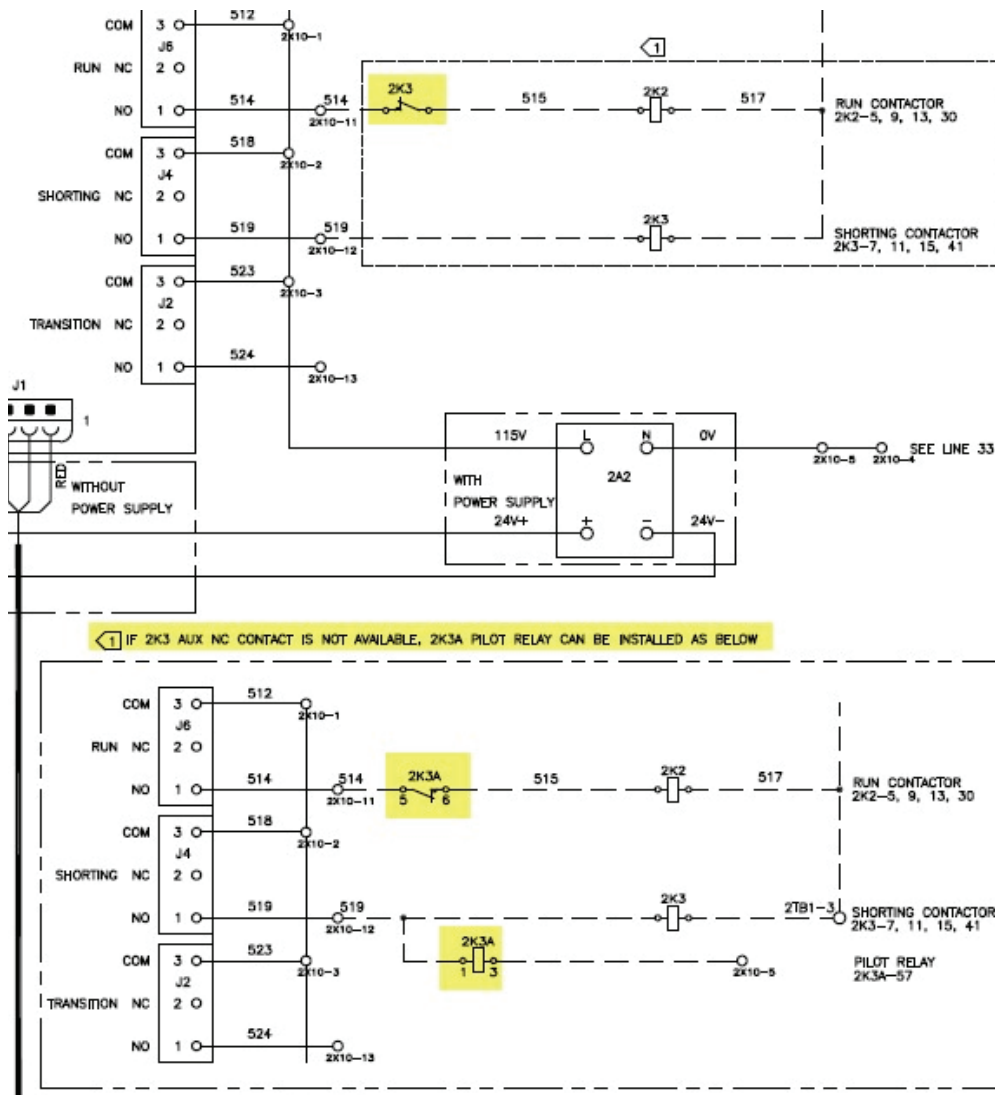 COM 3 512 2X10-1
J6
RUN NC 2
NO 1 514 514 2X10-11 2K3 515 2K2 517
1
RUN CONTACTOR
2K2-5, 9, 13, 30
COM 3 518 2X10-2
J4
SHORTING NC 2
NO 1 519 519 2X10-12 2K3
SHORTING CONTACTOR
2K3-7, 11, 15, 41
COM 3 523 2X10-3
J2
TRANSITION NC 2
NO 1 524 2X10-13
J1
1
RED
WITHOUT
POWER SUPPLY
115V L N 0V 2X10-5 2X10-4 SEE LINE 33
WITH
POWER SUPPLY
2A2
24V+ + - 24V-
1 IF 2K3 AUX NC CONTACT IS NOT AVAILABLE, 2K3A PILOT RELAY CAN BE INSTALLED AS BELOW
COM 3 512 2X10-1
J6
RUN NC 2
NO 1 514 514 2X10-11 2K3A 5 6 515 2K2 517
RUN CONTACTOR
2K2-5, 9, 13, 30
COM 3 518 2X10-2
J4
SHORTING NC 2
NO 1 519 519 2X10-12 2K3 2TB1-3
SHORTING CONTACTOR
2K3-7, 11, 15, 41
COM 3 523 2X10-3 2K3A 1 3 2X10-5
PILOT RELAY
2K3A-57
J2
TRANSITION NC 2
NO 1 524 2X10-13